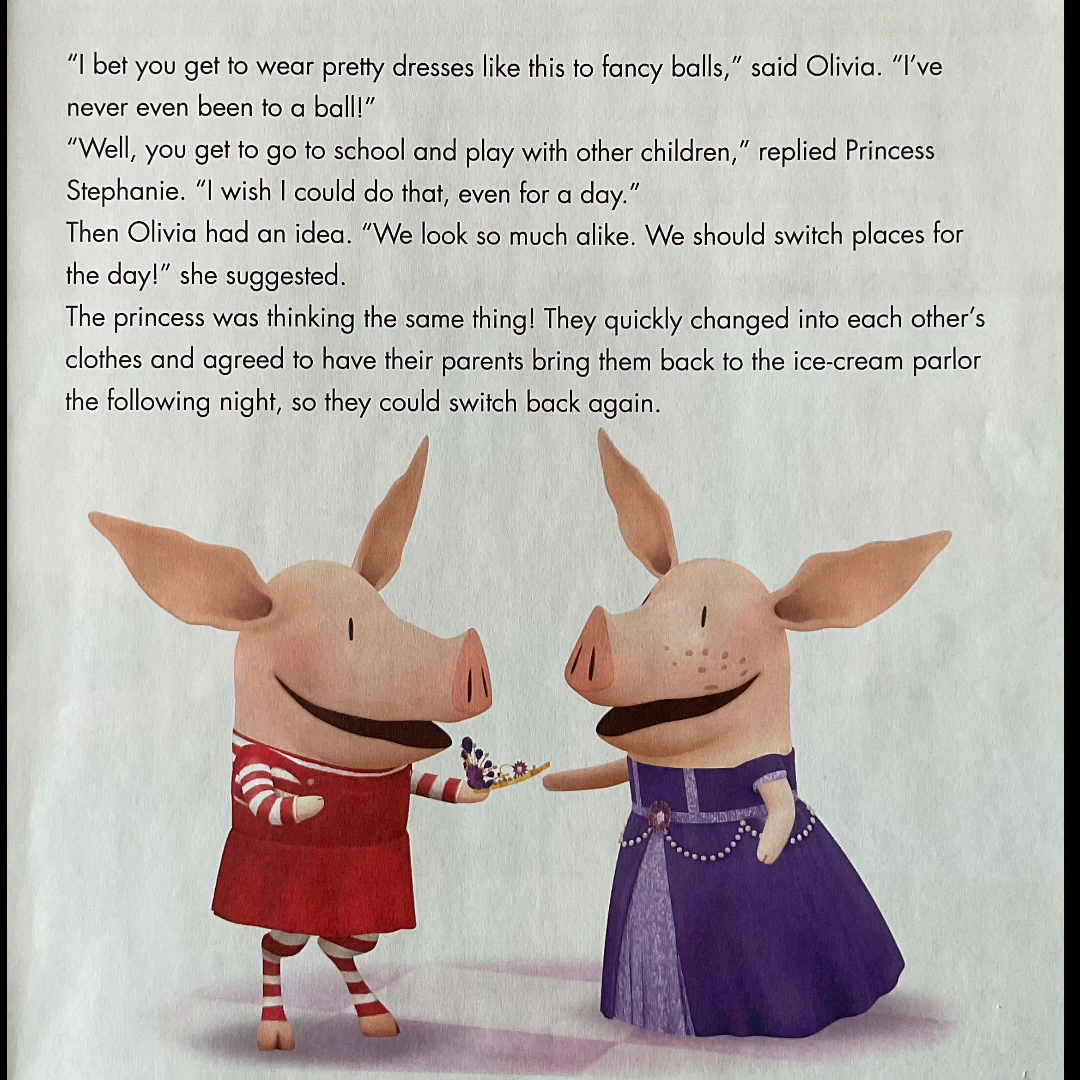 “I bet you get to wear pretty dresses like this to fancy balls,” said Olivia. “I’ve
never even been to a ball!”
“Well, you get to go to school and play with other children,” replied Princess
Stephanie. “I wish I could do that, even for a day.”
Then Olivia had an idea. “We look so much alike. We should switch places for
the day!” she suggested.
The princess was thinking the same thing! They quickly changed into each other’s
clothes and agreed to have their parents bring them back to the ice-cream parlor
the following night, so they could switch back again.